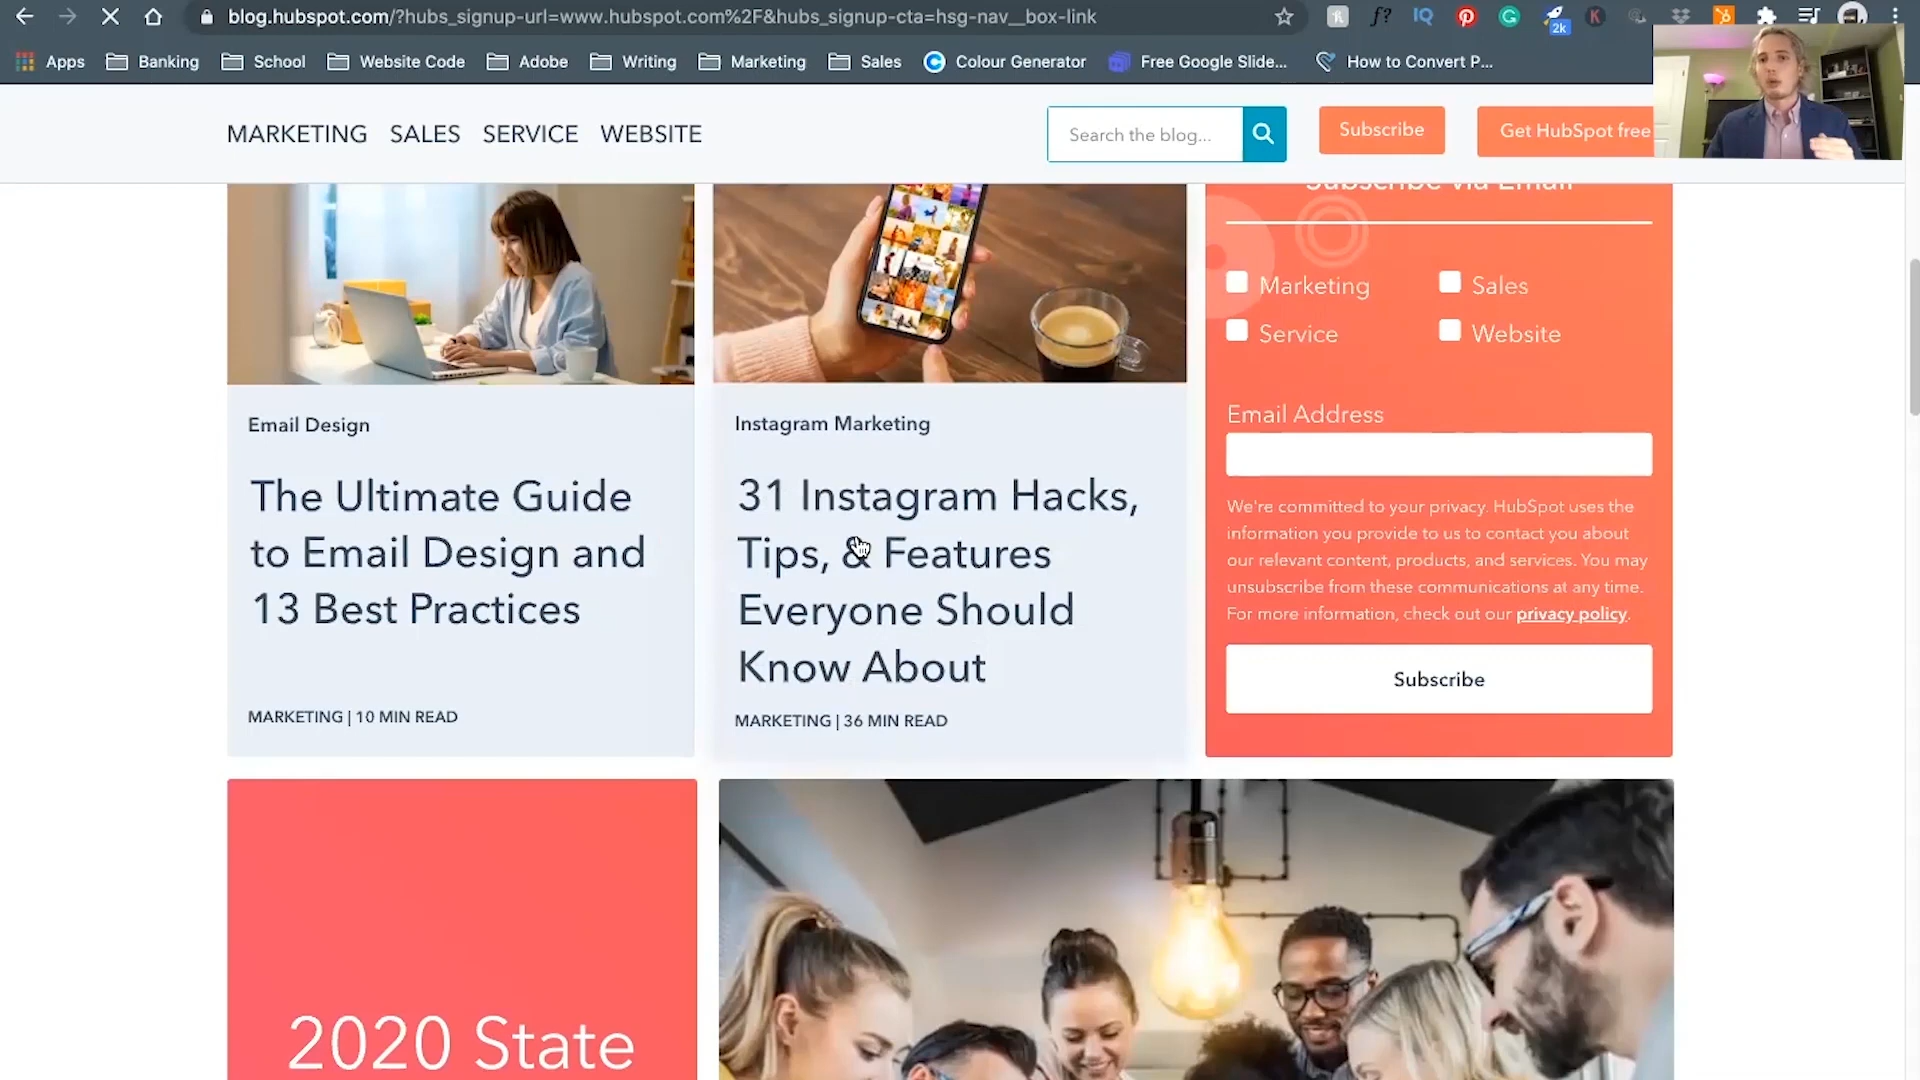 blog.hubspot.com/?hubs_signup-url=www.hubspot.com%2F&hubs_signup-cta=hsg-nav__box-link
f?
IQ
2k
K
Apps
Banking
School
Website Code
Adobe
Writing
Marketing
Sales
Colour Generator
Free Google Slide...
How to Convert P...
MARKETING SALES SERVICE WEBSITE
Search the blog...
Subscribe
Get HubSpot free
Subscribe via Email
Marketing
Sales
Service
Website
Email Address
We're committed to your privacy. HubSpot uses the
information you provide to us to contact you about
our relevant content, products, and services. You may
unsubscribe from these communications at any time.
For more information, check out our privacy policy.
Subscribe
Email Design
The Ultimate Guide
to Email Design and
13 Best Practices
MARKETING | 10 MIN READ
Instagram Marketing
31 Instagram Hacks,
Tips, & Features
Everyone Should
Know About
MARKETING | 36 MIN READ
2020 State